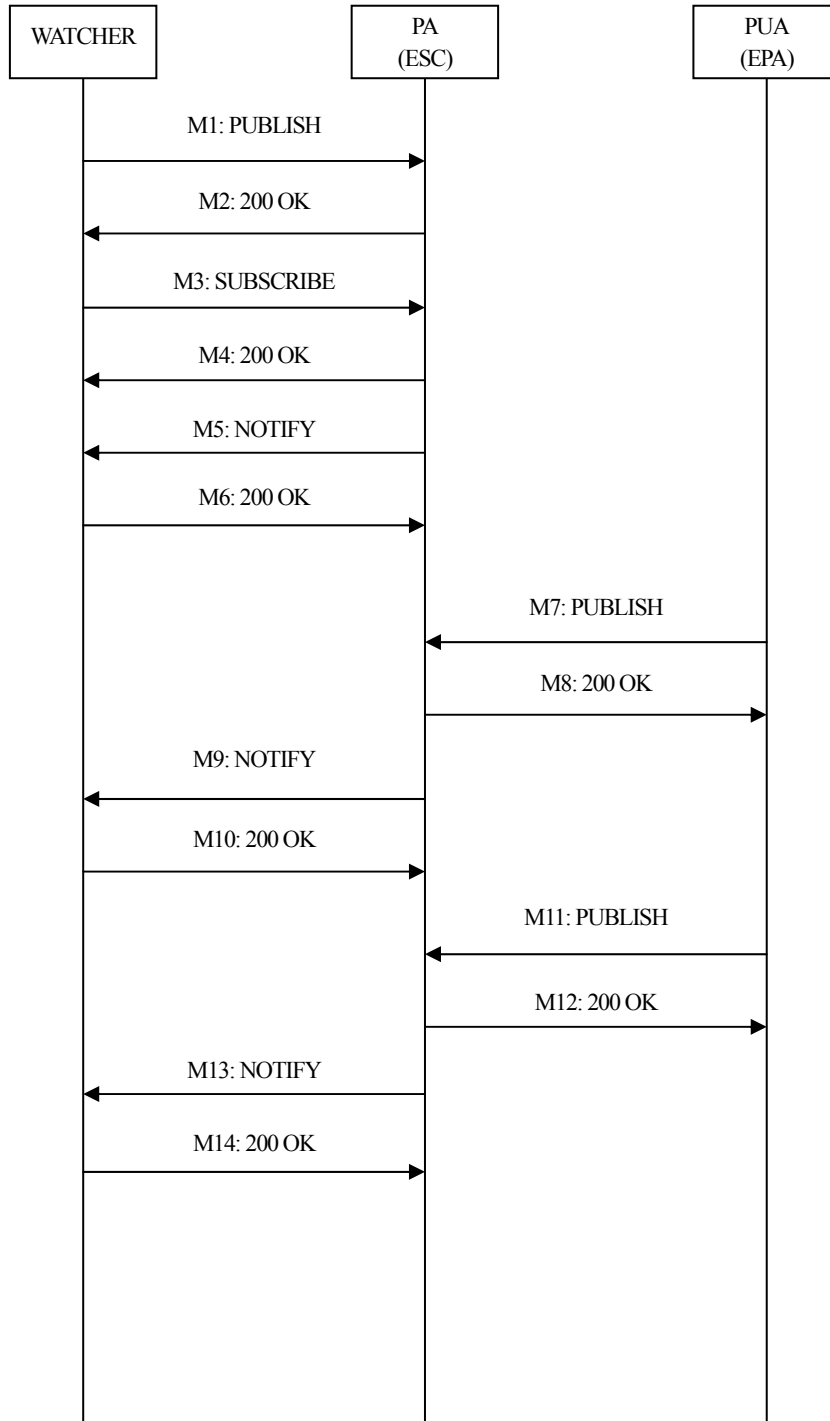 WATCHER
PA
(ESC)
PUA
(EPA)
M1: PUBLISH
M2: 200 OK
M3: SUBSCRIBE
M4: 200 OK
M5: NOTIFY
M6: 200 OK
M7: PUBLISH
M8: 200 OK
M9: NOTIFY
M10: 200 OK
M11: PUBLISH
M12: 200 OK
M13: NOTIFY
M14: 200 OK